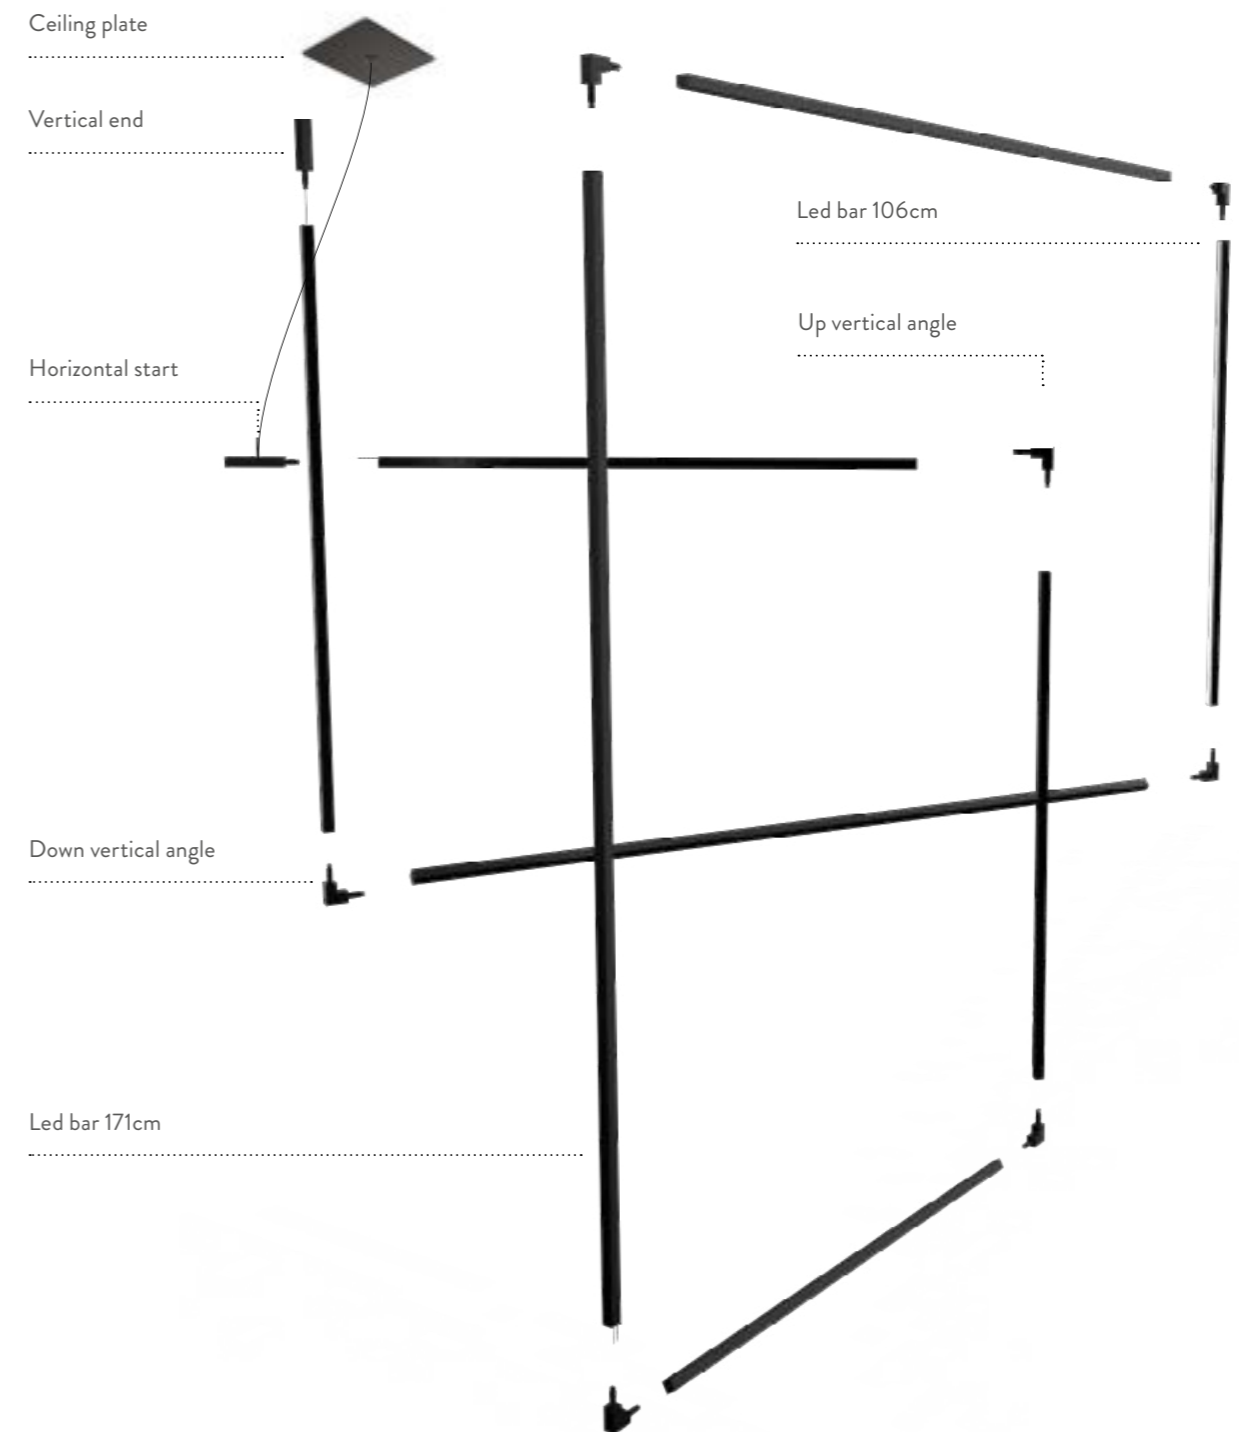 Ceiling plate
Vertical end
Led bar 106cm
Up vertical angle
Horizontal start
Down vertical angle
Led bar 171cm